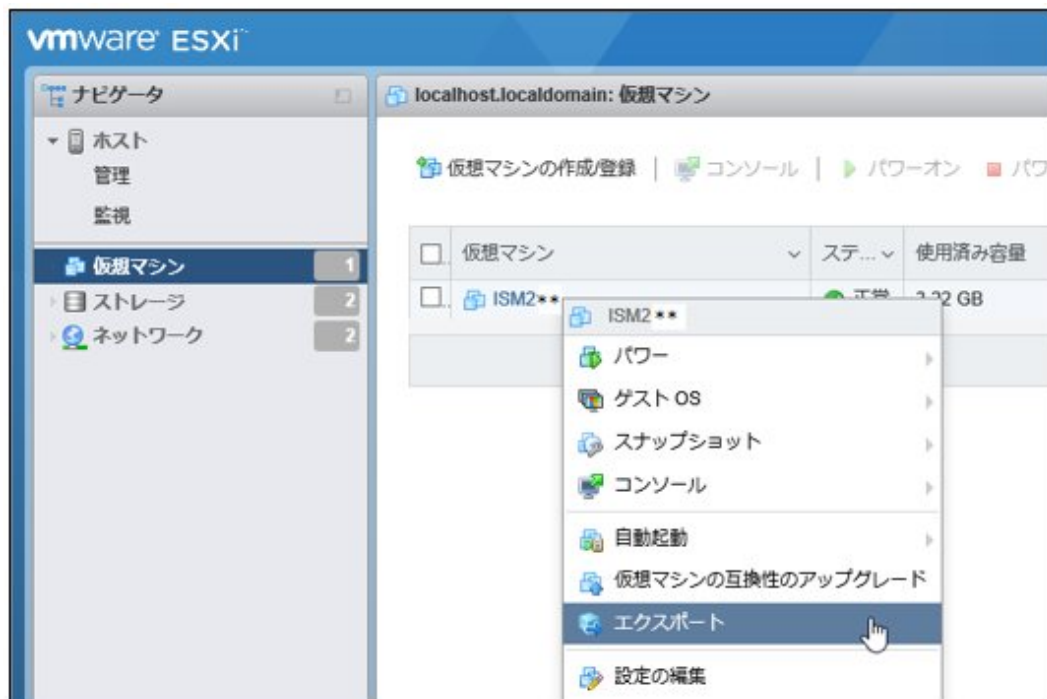 vmware ESXi
ナビゲータ
localhost.localdomain: 仮想マシン
ホスト
管理
監視
仮想マシン 1
ストレージ 2
ネットワーク 2
仮想マシンの作成/登録 | コンソール | パワーオン パワ
仮想マシン ステ... 使用済み容量
ISM2** 正常 GB
ISM2**
パワー
ゲスト OS
スナップショット
コンソール
自動起動
仮想マシンの互換性のアップグレード
エクスポート
設定の編集